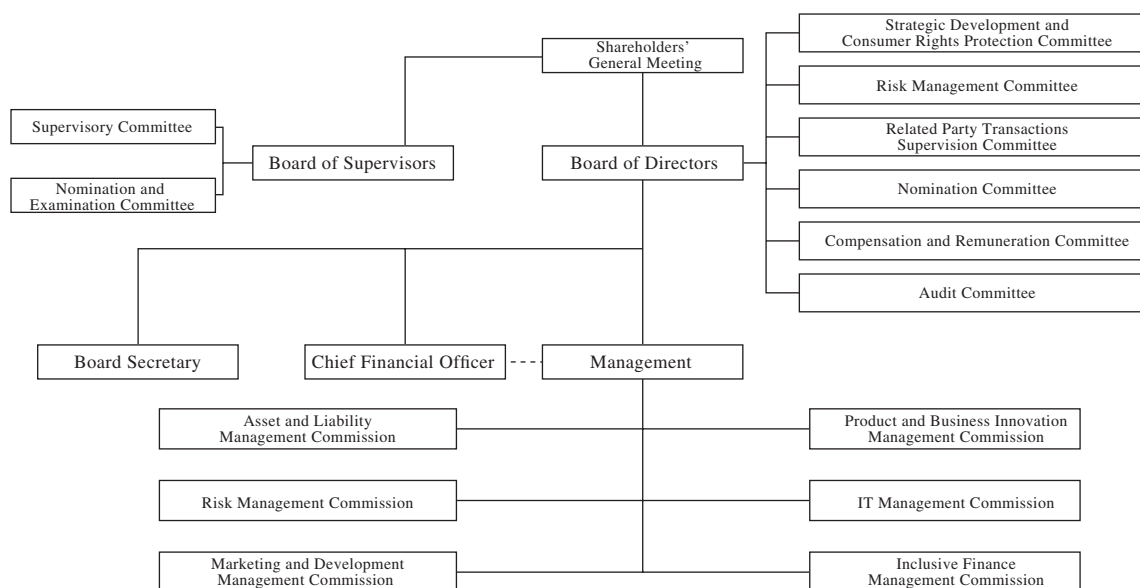 Shareholders’
General Meeting
Strategic Development and
Consumer Rights Protection Committee
Risk Management Committee
Supervisory Committee
Related Party Transactions
Supervision Committee
Board of Supervisors
Board of Directors
Nomination and
Examination Committee
Nomination Committee
Compensation and Remuneration Committee
Audit Committee
Board Secretary
Chief Financial Officer
Management
Asset and Liability
Management Commission
Product and Business Innovation
Management Commission
Risk Management Commission
IT Management Commission
Marketing and Development
Management Commission
Inclusive Finance
Management Commission